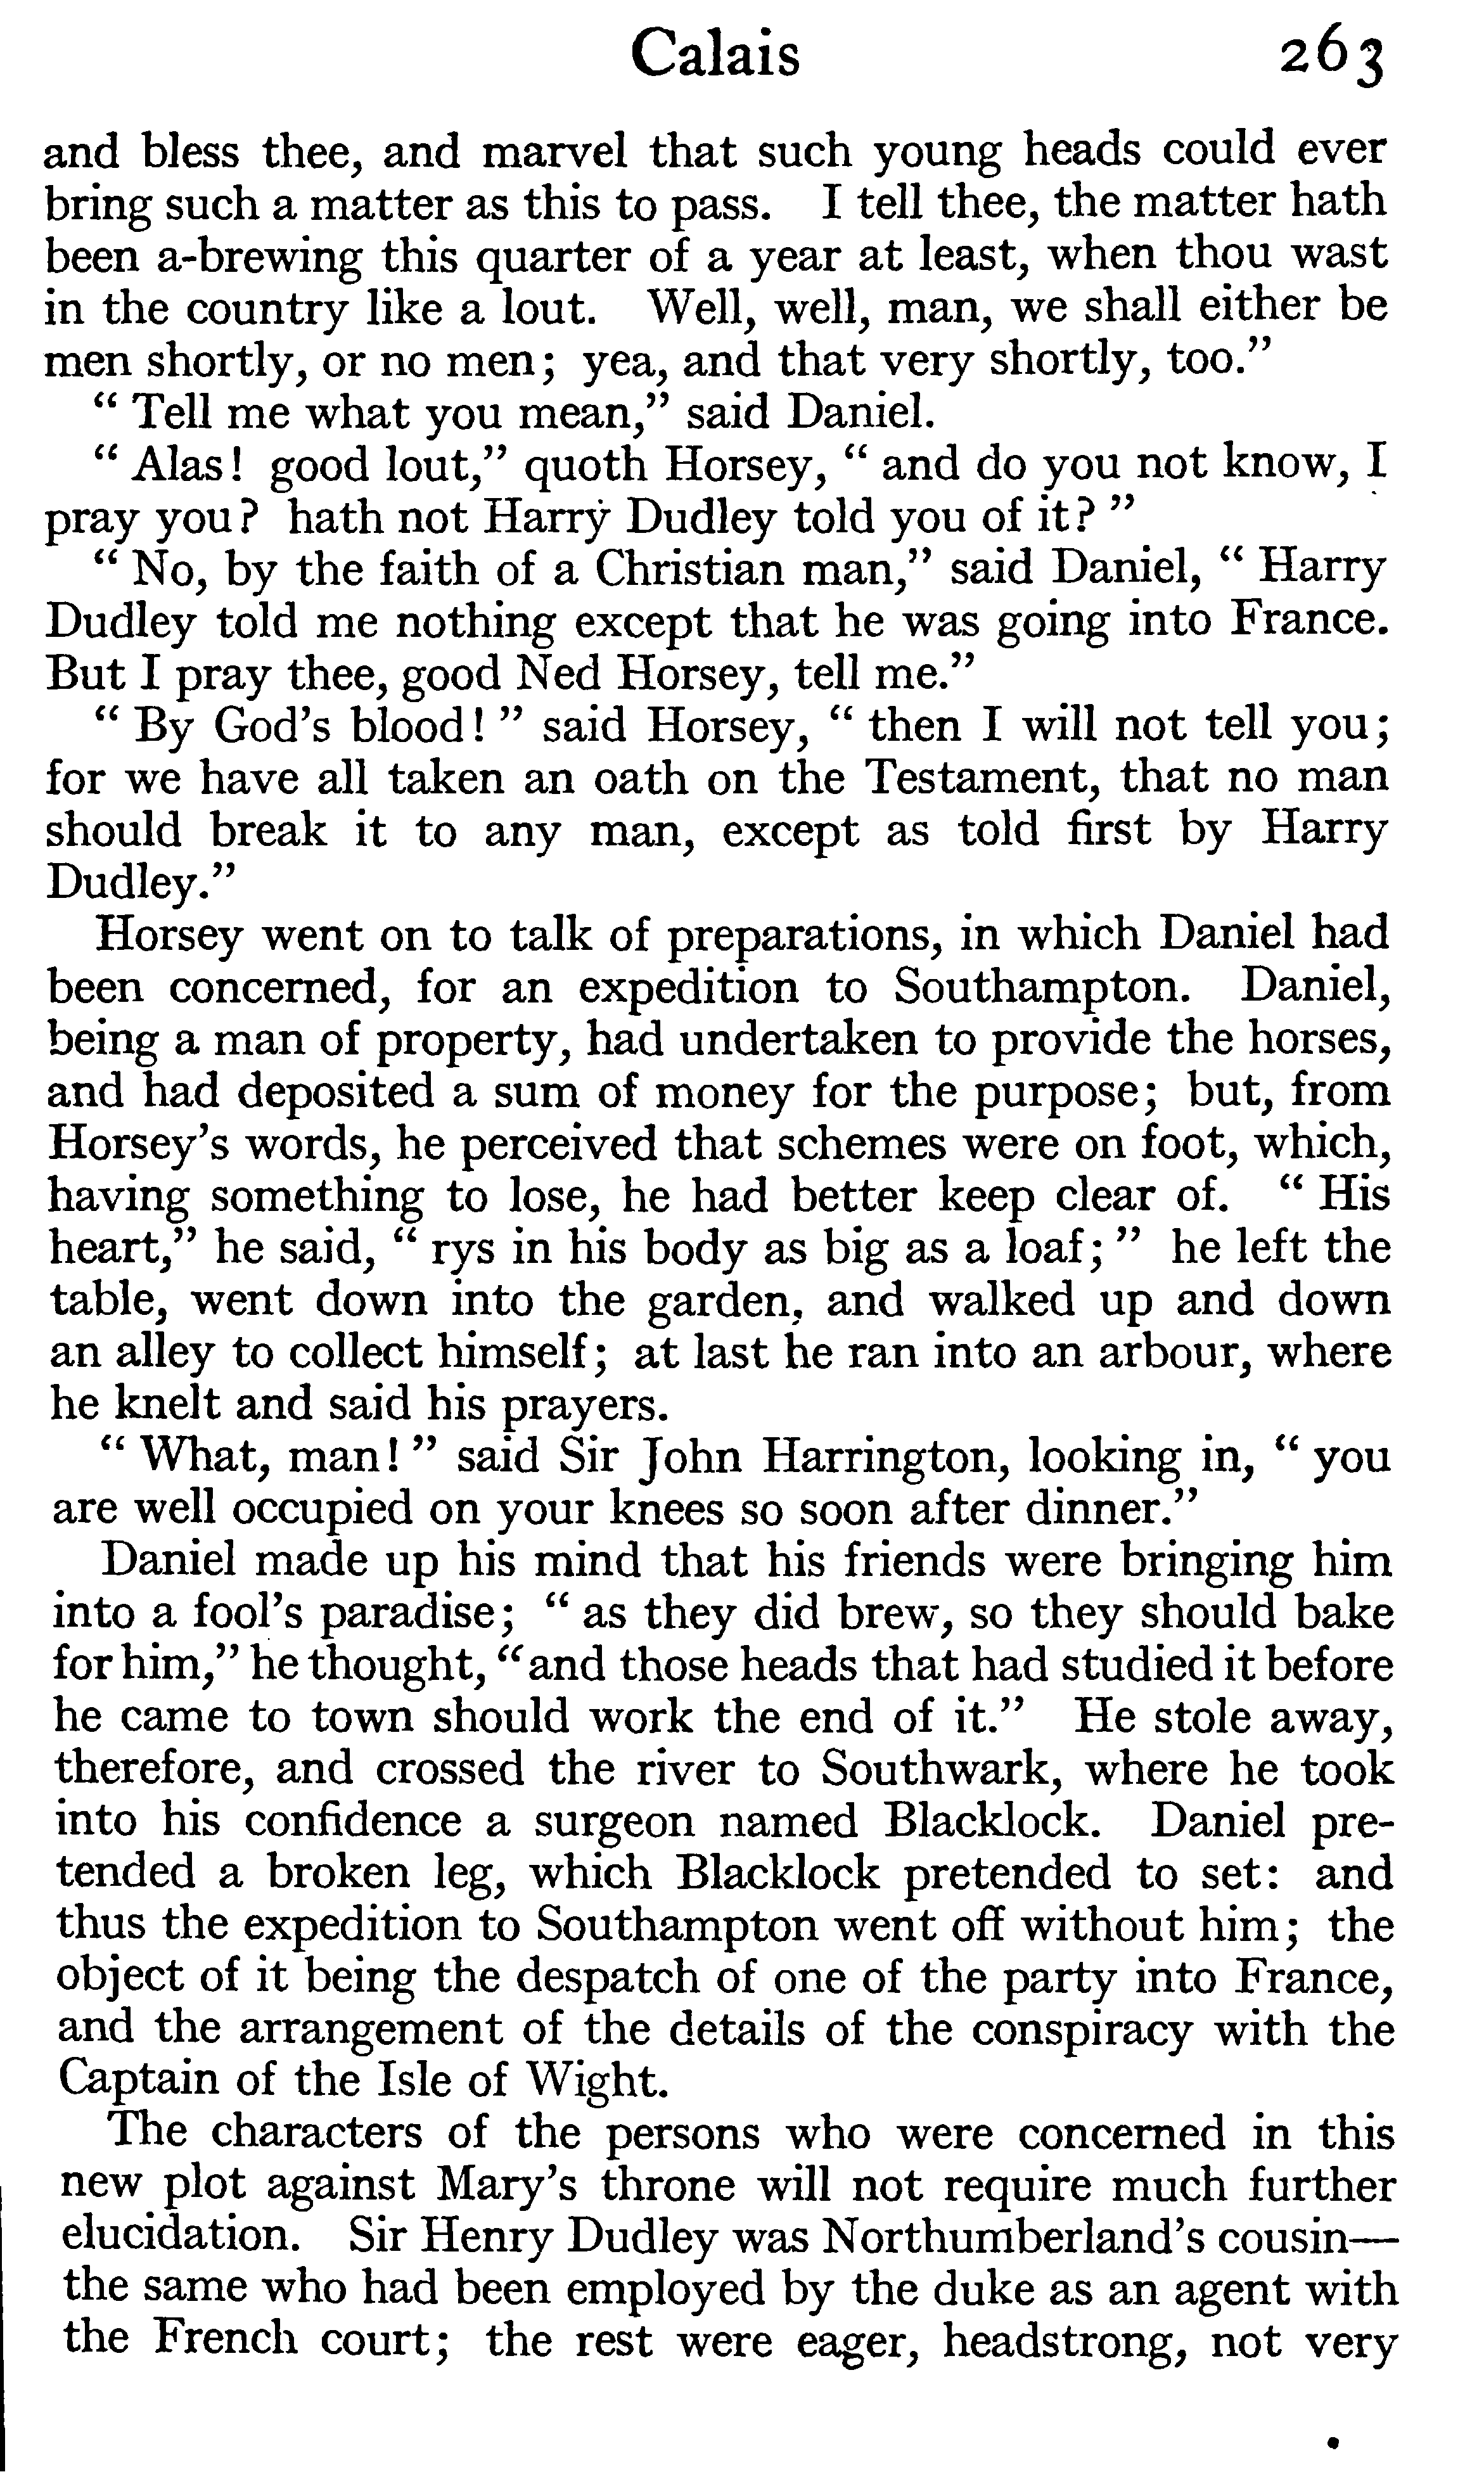 Calais 263
and bless thee, and marvel that such young heads could ever
bring such a matter as this to pass. I tell thee, the matter hath
been a-brewing this quarter of a year at least, when thou wast
in the country like a lout. Well, well, man, we shall either be
men shortly, or no men; yea, and that very shortly, too."
" Tell me what you mean," said Daniel.
" Alas! good lout," quoth Horsey, " and do you not know, I
pray you? hath not Harry Dudley told you of it? "
" No, by the faith of a Christian man," said Daniel, " Harry
Dudley told me nothing except that he was going into France.
But I pray thee, good Ned Horsey, tell me."
" By God's blood! " said Horsey, " then I will not tell you;
for we have all taken an oath on the Testament, that no man
should break it to any man, except as told first by Harry
Dudley."
Horsey went on to talk of preparations, in which Daniel had
been concerned, for an expedition to Southampton. Daniel,
being a man of property, had undertaken to provide the horses,
and had deposited a sum of money for the purpose; but, from
Horsey's words, he perceived that schemes were on foot, which,
having something to lose, he had better keep clear of. " His
heart," he said, " rys in his body as big as a loaf; " he left the
table, went down into the garden, and walked up and down
an alley to collect himself; at last he ran into an arbour, where
he knelt and said his prayers.
" What, man! " said Sir John Harrington, looking in, " you
are well occupied on your knees so soon after dinner."
Daniel made up his mind that his friends were bringing him
into a fool's paradise; " as they did brew, so they should bake
for him," he thought, "and those heads that had studied it before
he came to town should work the end of it." He stole away,
therefore, and crossed the river to Southwark, where he took
into his confidence a surgeon named Blacklock. Daniel pre-
tended a broken leg, which Blacklock pretended to set: and
thus the expedition to Southampton went off without him; the
object of it being the despatch of one of the party into France,
and the arrangement of the details of the conspiracy with the
Captain of the Isle of Wight.
The characters of the persons who were concerned in this
new plot against Mary's throne will not require much further
elucidation. Sir Henry Dudley was Northumberland's cousin—
the same who had been employed by the duke as an agent with
the French court; the rest were eager, headstrong, not very